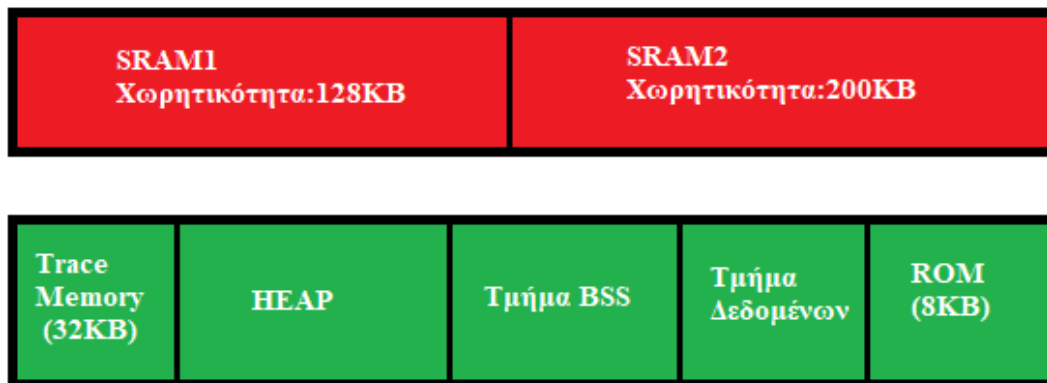 SRAM1
Χωρητικότητα:128KB
SRAM2
Χωρητικότητα:200KB
Trace
Memory
(32KB)
HEAP
Τμήμα BSS
Τμήμα
Δεδομένων
ROM
(8KB)